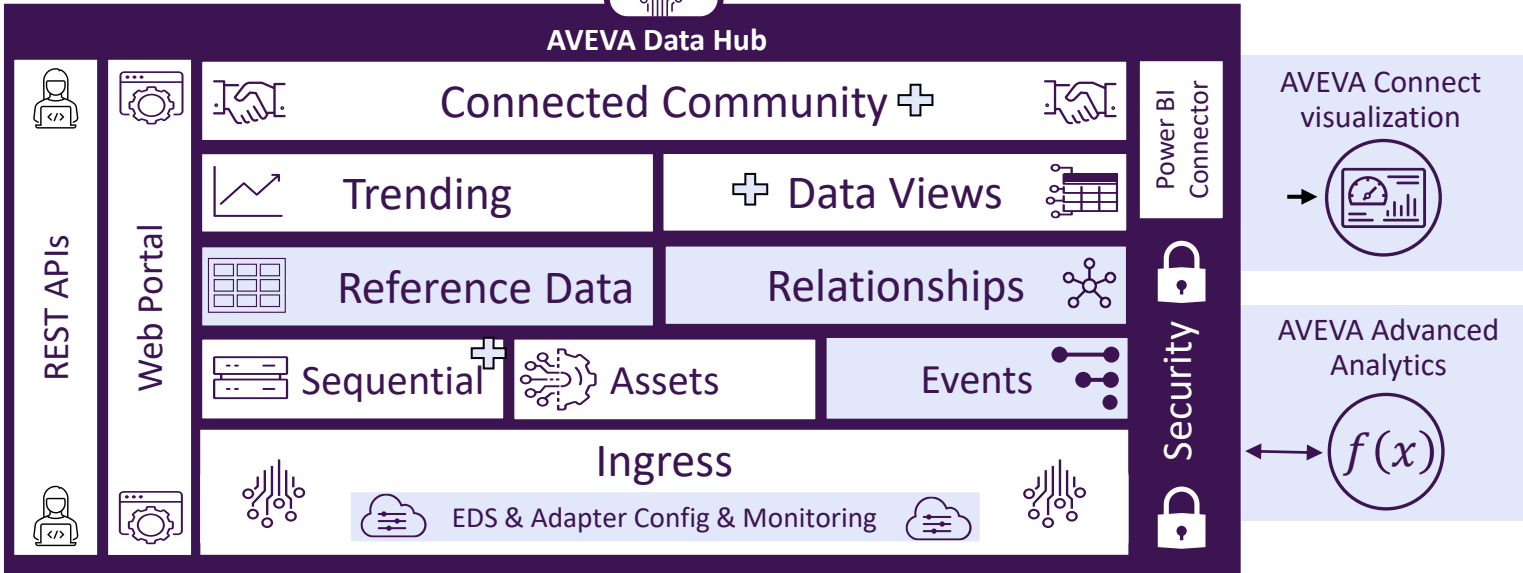 AVEVA Data Hub
REST APIs
Web Portal
Connected Community
Trending
Data Views
Reference Data
Relationships
Sequential
Assets
Events
Ingress
EDS & Adapter Config & Monitoring
Power BI
Connector
Security
AVEVA Connect
visualization
AVEVA Advanced
Analytics
f(x)